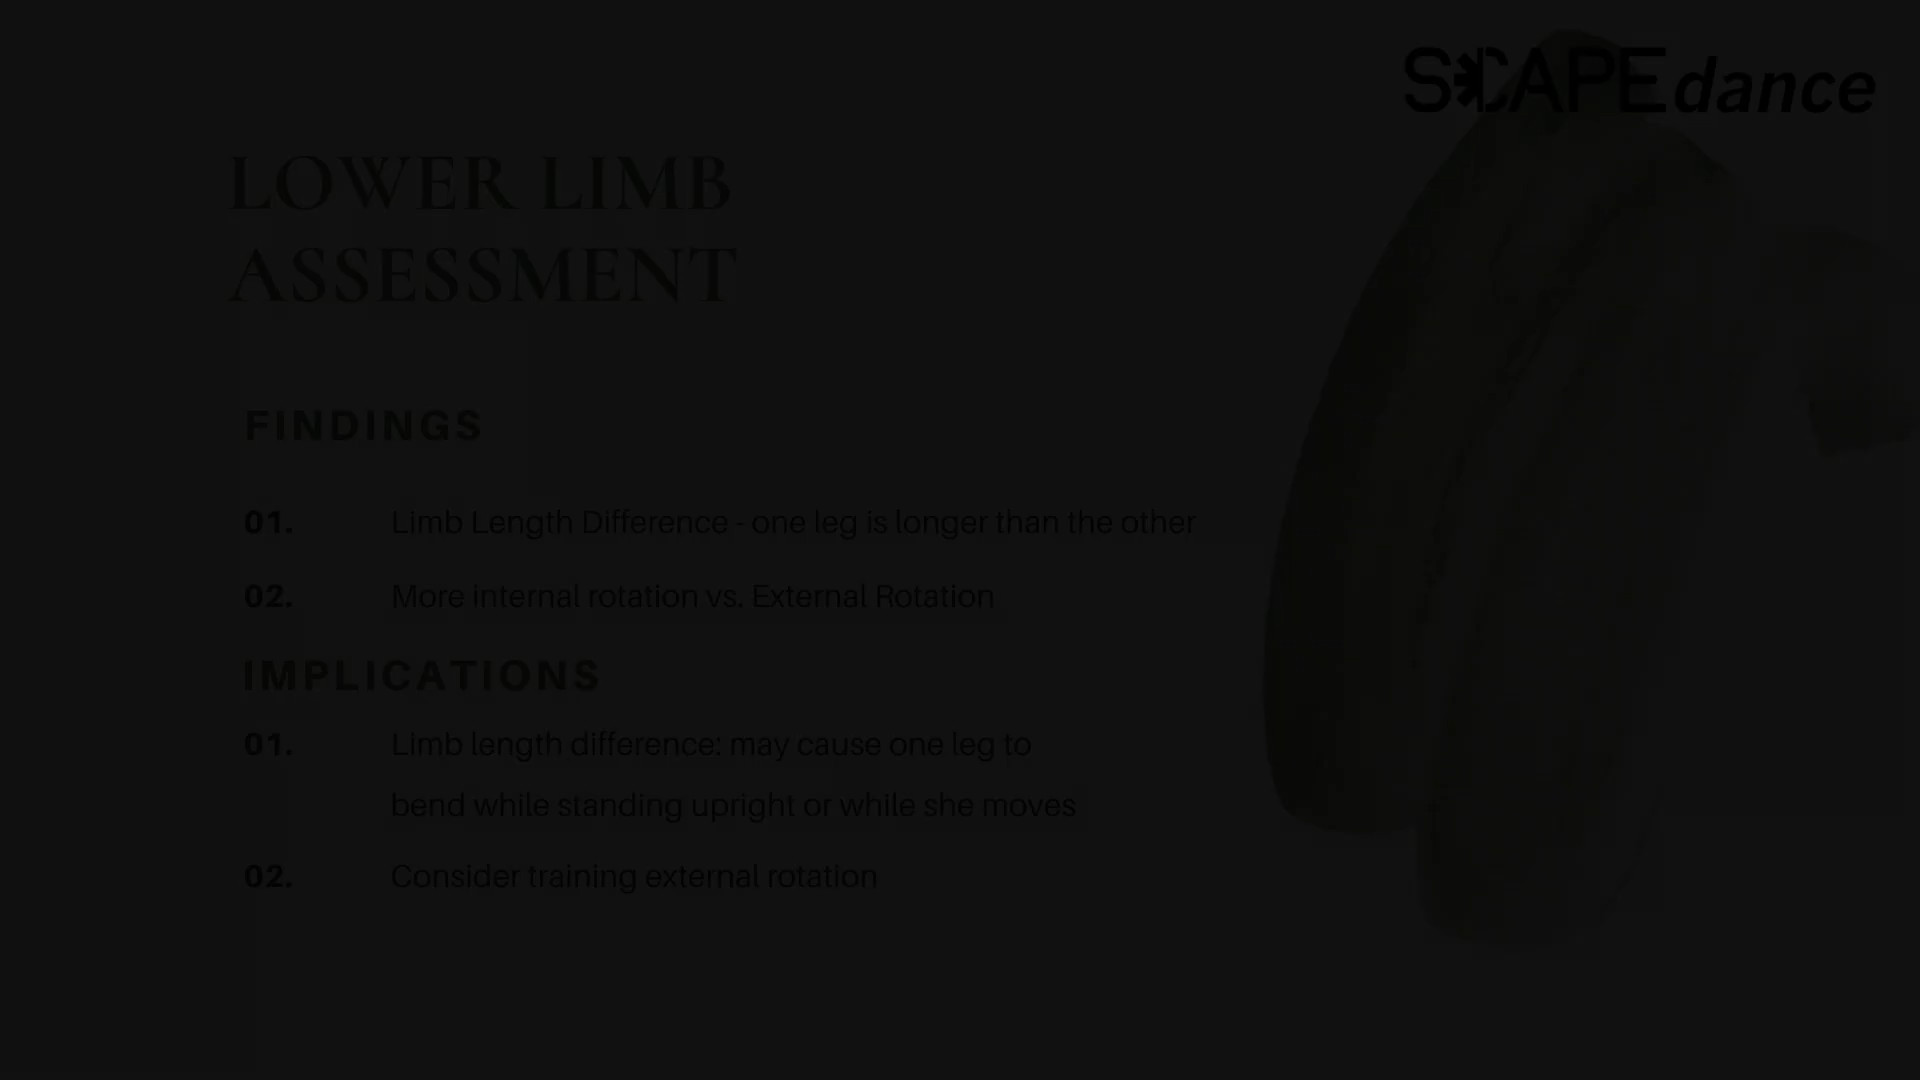 S*CAPE dance
LOWER LIMB
ASSESSMENT
FINDINGS
01. Limb Length Difference - one leg is longer than the other
02. More internal rotation vs. External Rotation
IMPLICATIONS
01. Limb length difference: may cause one leg to
bend while standing upright or while she moves
02. Consider training external rotation